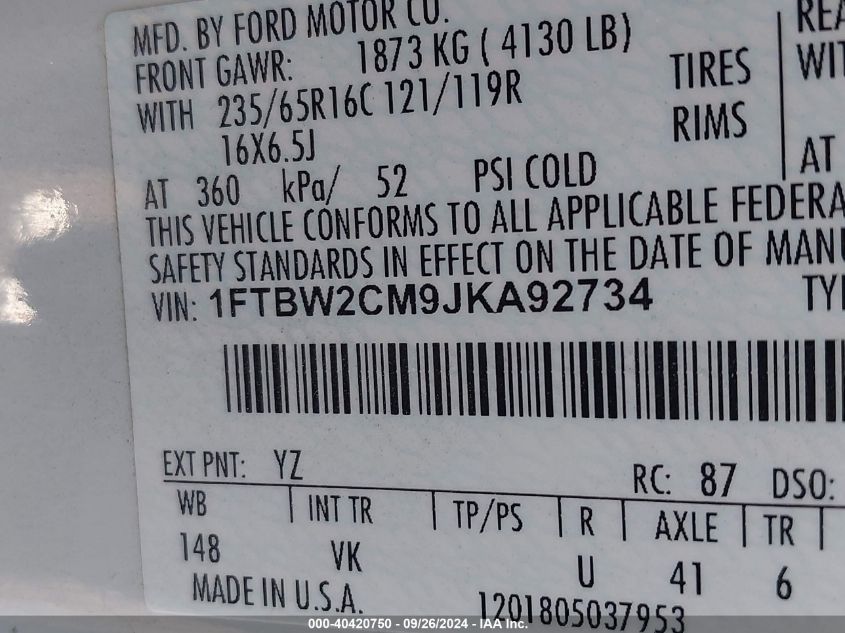 MFD. BY FORD MOTOR CO.
FRONT GAWR: 1873 KG ( 4130 LB)
WITH 235/65R16C 121/119R TIRES
16X6.5J RIMS
AT 360 kPa/ 52 PSI COLD
AT
THIS VEHICLE CONFORMS TO ALL APPLICABLE
SAFETY STANDARDS IN EFFECT ON THE DATE OF
VIN: 1FTBW2CM9JKA92734
EXT PNT: YZ RC: 87 DSO:
WB INT TR TP/PS R AXLE TR
148 VK U 41 6
MADE IN U.S.A. 1201805037953
000-40420750 - 09/26/2024 - IAA Inc.